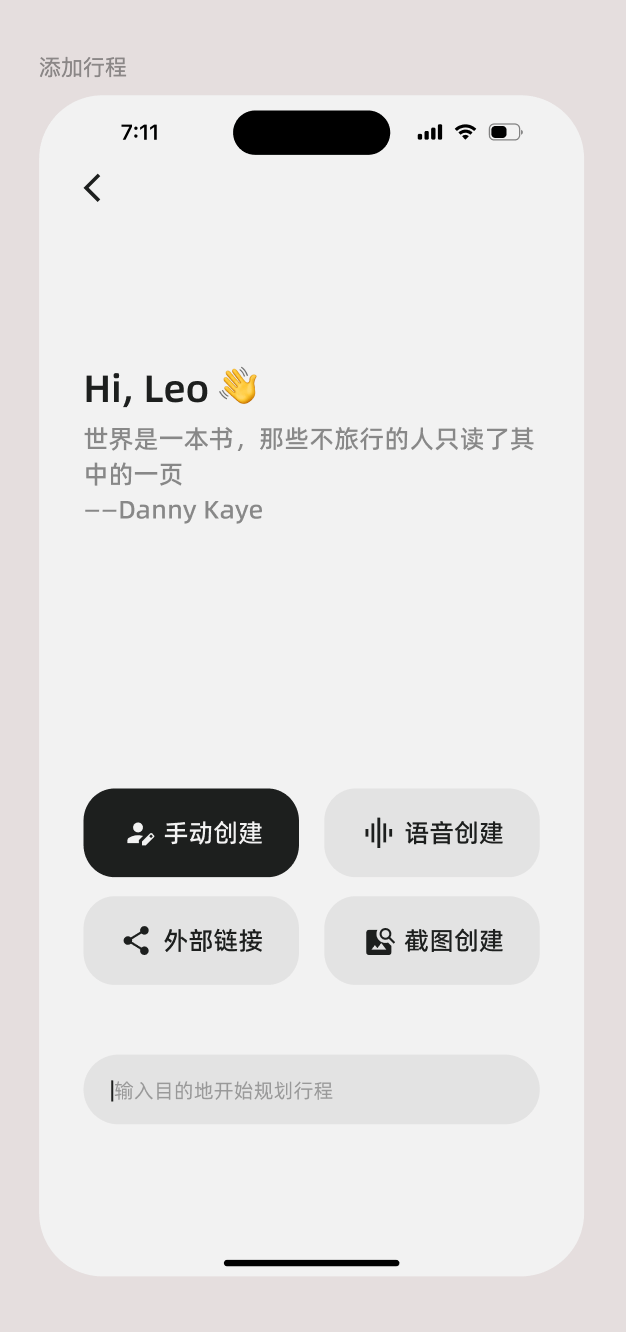 添加行程
7:11
Hi, Leo 👋
世界是一本书，那些不旅行的人只读了其
中的一页
——Danny Kaye
手动创建
语音创建
外部链接
截图创建
输入目的地开始规划行程